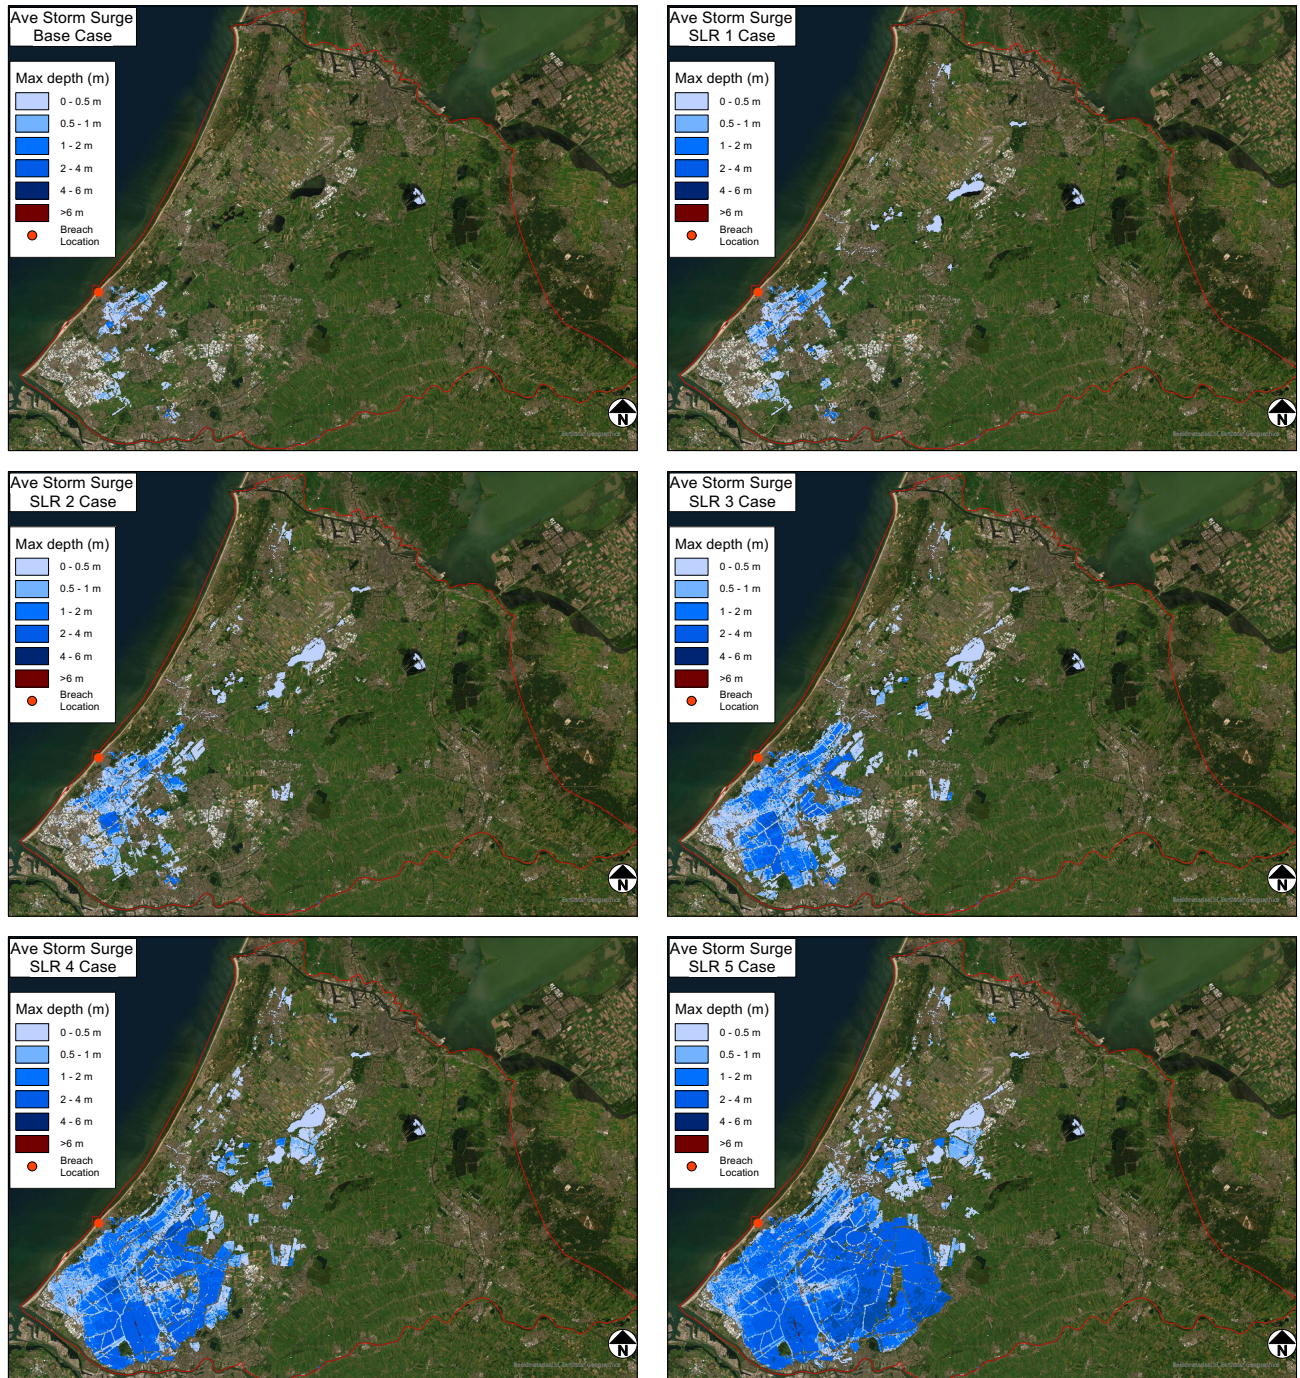 Ave Storm Surge
Base Case
Max depth (m)
0 - 0.5 m
0.5 - 1 m
1 - 2 m
2 - 4 m
4 - 6 m
>6 m
Breach
Location
N
Ave Storm Surge
SLR 1 Case
Max depth (m)
0 - 0.5 m
0.5 - 1 m
1 - 2 m
2 - 4 m
4 - 6 m
>6 m
Breach
Location
N
Ave Storm Surge
SLR 2 Case
Max depth (m)
0 - 0.5 m
0.5 - 1 m
1 - 2 m
2 - 4 m
4 - 6 m
>6 m
Breach
Location
N
Ave Storm Surge
SLR 3 Case
Max depth (m)
0 - 0.5 m
0.5 - 1 m
1 - 2 m
2 - 4 m
4 - 6 m
>6 m
Breach
Location
N
Ave Storm Surge
SLR 4 Case
Max depth (m)
0 - 0.5 m
0.5 - 1 m
1 - 2 m
2 - 4 m
4 - 6 m
>6 m
Breach
Location
N
Ave Storm Surge
SLR 5 Case
Max depth (m)
0 - 0.5 m
0.5 - 1 m
1 - 2 m
2 - 4 m
4 - 6 m
>6 m
Breach
Location
N